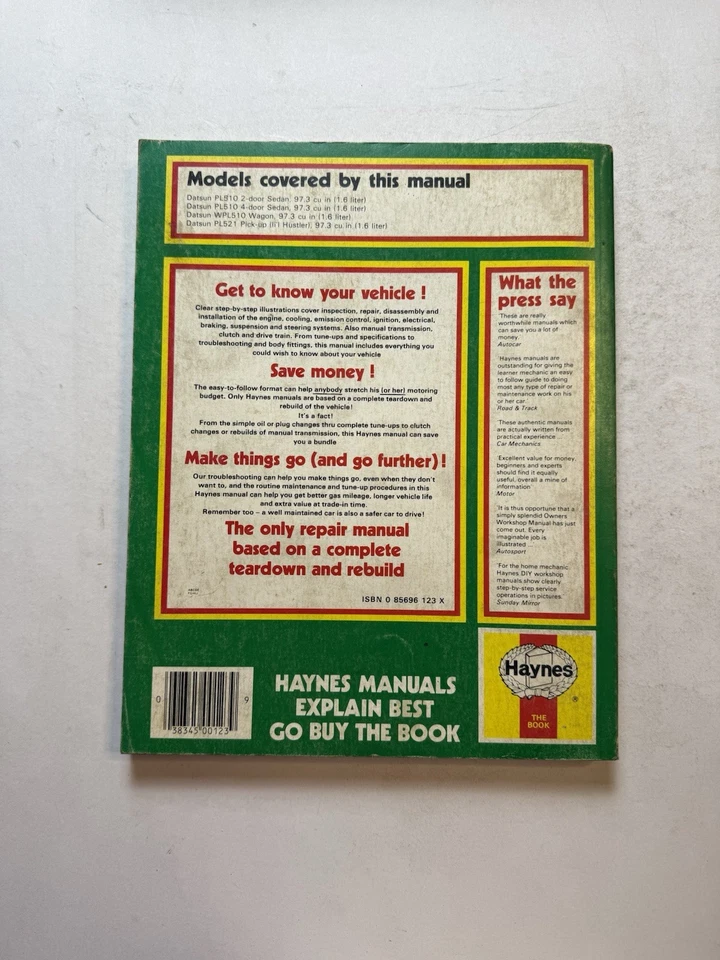 Models covered by this manual
Datsun PL510 2-door Sedan, 97.3 cu in (1.6 liter)
Datsun PL510 4-door Sedan, 97.3 cu in (1.6 liter)
Datsun WPL510 Wagon, 97.3 cu in (1.6 liter)
Datsun PL521 Pick-up (li'l Hustler), 97.3 cu in (1.6 liter)
Get to know your vehicle !
Clear step-by-step illustrations cover inspection, repair, disassembly and
installation of the engine, cooling, emission control, ignition, electrical,
braking, suspension and steering systems. Also manual transmission,
clutch and drive train. From tune-ups and specifications to
troubleshooting and body fittings, this manual includes everything you
could wish to know about your vehicle
Save money !
The easy-to-follow format can help anybody stretch his (or her) motoring
budget. Only Haynes manuals are based on a complete teardown and
rebuild of the vehicle!
It's a fact!
From the simple oil or plug changes thru complete tune-ups to clutch
changes or rebuilds of manual transmission, this Haynes manual can save
you a bundle
Make things go (and go further) !
Our troubleshooting can help you make things go, even when they don't
want to, and the routine maintenance and tune-up procedures in this
Haynes manual can help you get better gas mileage, longer vehicle life
and extra value at trade-in time.
Remember too – a well maintained car is also a safer car to drive!
The only repair manual
based on a complete
teardown and rebuild
ISBN 0 85696 123 X
What the
press say
'These are really
worthwhile manuals which
can save you a lot of
money.'
Autocar
'Haynes manuals are
outstanding for giving the
learner mechanic an easy
to follow guide to doing
most any type of repair or
maintenance work on his
or her car.'
Road & Track
'These authentic manuals
are actually written from
practical experience ...'
Car Mechanics
'Excellent value for money,
beginners and experts
should find it equally
useful, overall a mine of
information'
Motor
'It is thus opportune that a
simply splendid Owners
Workshop Manual has just
come out. Every
imaginable job is
illustrated ...'
Autosport
'For the home mechanic
Haynes DIY workshop
manuals show clearly
step-by-step service
operations in pictures.'
Sunday Mirror
0 38345 00123 9
HAYNES MANUALS
EXPLAIN BEST
GO BUY THE BOOK
Haynes
®
THE
BOOK